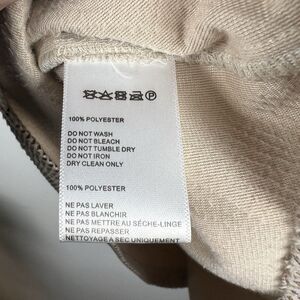 P
100% POLYESTER
DO NOT WASH
DO NOT BLEACH
DO NOT TUMBLE DRY
DO NOT IRON
DRY CLEAN ONLY
100% POLYESTER
NE PAS LAVER
NE PAS BLANCHIR
NE PAS METTRE AU SÉCHE-LINGE
NE PAS REPASSER
NETTOYAGE A SEC UNIQUEMENT